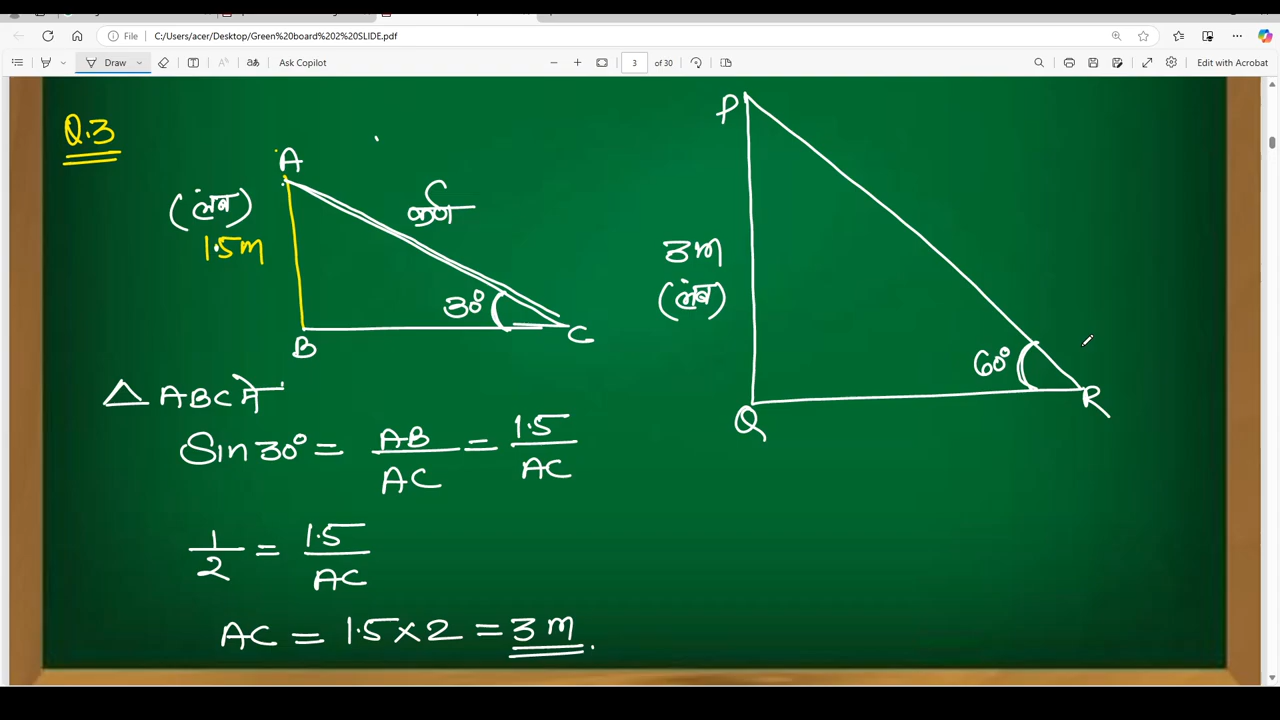 File C:/Users/acer/Desktop/Green%20board%202%20SLIDE.pdf
Draw Ask Copilot 3 of 30 Edit with Acrobat
Q.3
A
(लंब)
1.5m
कर्ण
30°
B
C
P
3m
(लंब)
60°
Q
R
△ ABC में
Sin 30° = AB/AC = 1.5/AC
1/2 = 1.5/AC
AC = 1.5 × 2 = 3 m.